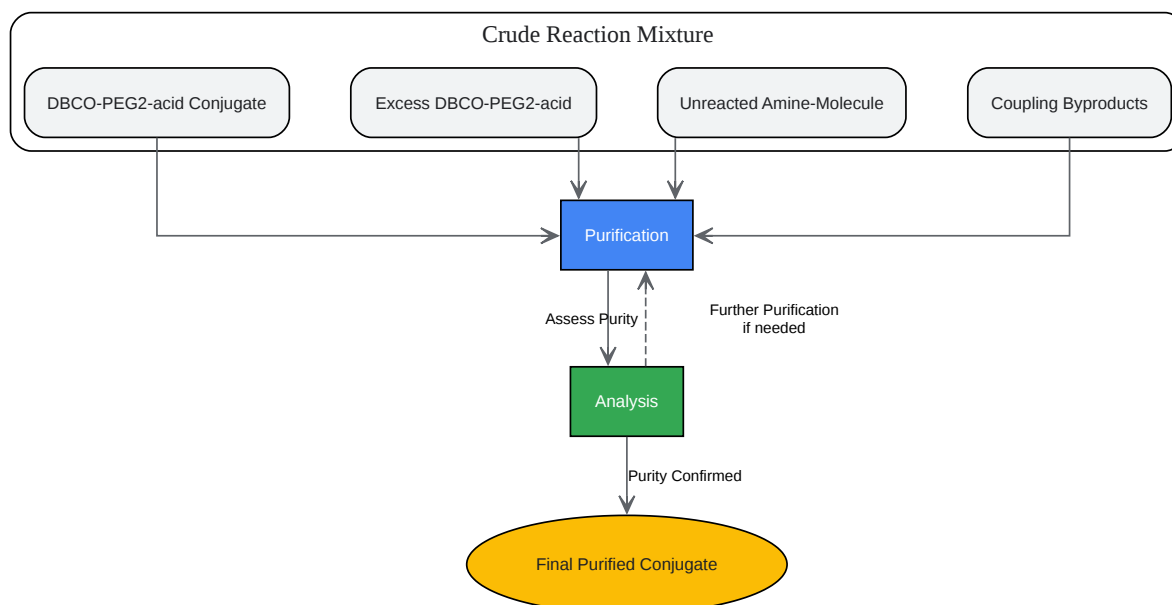 Crude Reaction Mixture
DBCO-PEG2-acid Conjugate
Excess DBCO-PEG2-acid
Unreacted Amine-Molecule
Coupling Byproducts
Purification
Assess Purity
Further Purification
if needed
Analysis
Purity Confirmed
Final Purified Conjugate